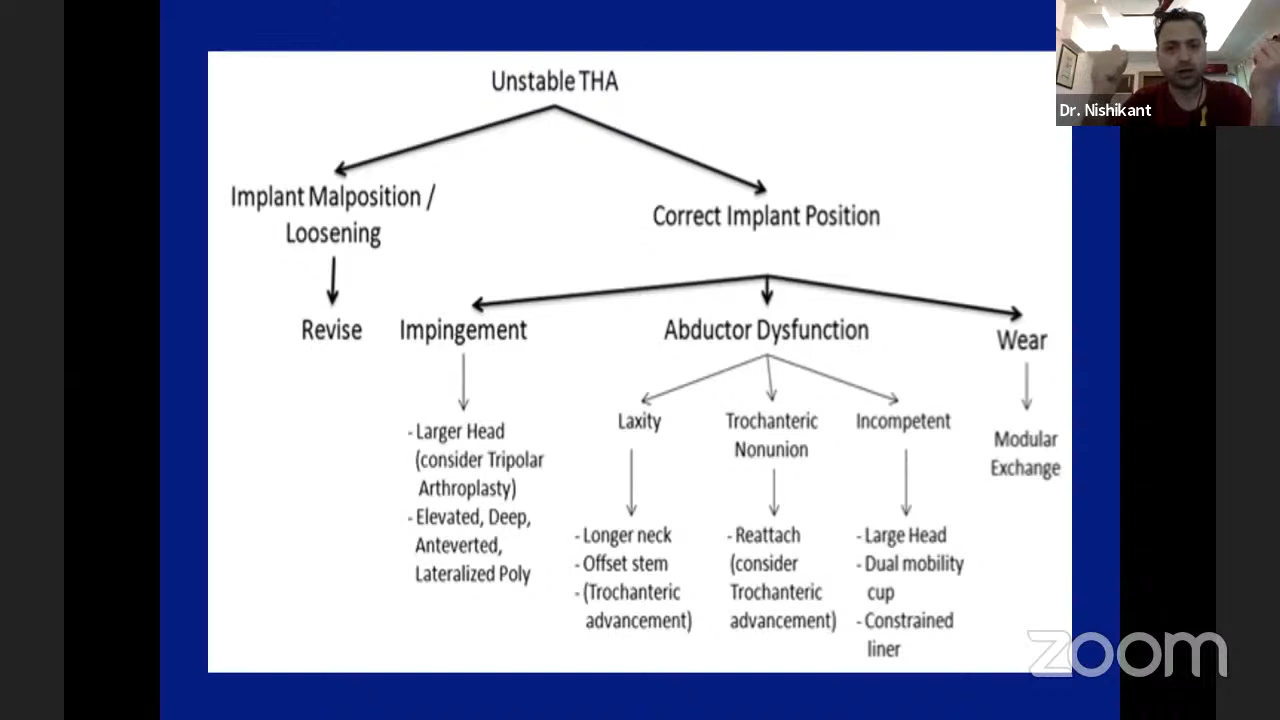 Unstable THA
Dr. Nishikant
Implant Malposition /
Loosening
Correct Implant Position
Revise
Impingement
Abductor Dysfunction
Wear
- Larger Head
(consider Tripolar
Arthroplasty)
- Elevated, Deep,
Anteverted,
Lateralized Poly
Laxity
Trochanteric
Nonunion
Incompetent
Modular
Exchange
- Longer neck
- Offset stem
- (Trochanteric
advancement)
- Reattach
(consider
Trochanteric
advancement)
- Large Head
- Dual mobility
cup
- Constrained
liner
zoom